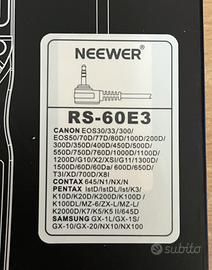 NEEWER®
RS-60E3
CANON EOS30/33/300/
EOS50/70D/77D/80D/100D/200D/
300D/350D/400D/450D/500D/
550D/750D/760D/1000D/1100D/
1200D/G10/X2/XSi/G11/1300D/
1500D/60D/60Da/600D/650D/
T3i/XD/700D/X8I
CONTAX 645/N1/NX/N
PENTAX istD/istDL/ist/K3/
K10D/K20D/K200D/K100D/
K100DL/MZ-6/ZX-L/MZ-L/
K2000D/K7/K5/K5 II/645D
SAMSUNG GX-1L/GX-1S/
GX-10/GX-20/NX10/NX100
subito